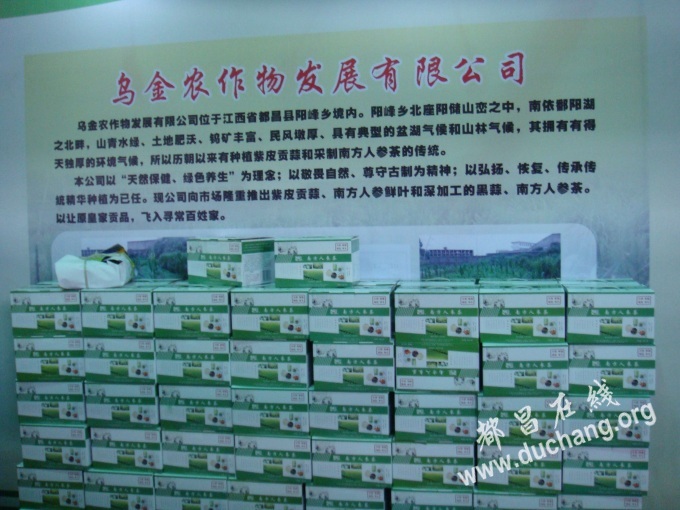 乌金农作物发展有限公司
乌金农作物发展有限公司位于江西省都昌县阳峰乡境内。阳峰乡北座阳储山峦之中，南依鄱阳湖
之北畔，山青水绿、土地肥沃、钨矿丰富、民风墩厚、具有典型的盆湖气候和山林气候，其拥有有得
天独厚的环境气候，所以历朝以来有种植紫皮贡蒜和采制南方人参茶的传统。
本公司以“天然保健、绿色养生”为理念；以敬畏自然、尊守古制为精神；以弘扬、恢复、传承传
统精华种植为已任。现公司向市场隆重推出紫皮贡蒜、南方人参鲜叶和深加工的黑蒜、南方人参茶。
以让原皇家贡品，飞入寻常百姓家。
南方人参茶
南方人参茶
都昌在线
www.duchang.org